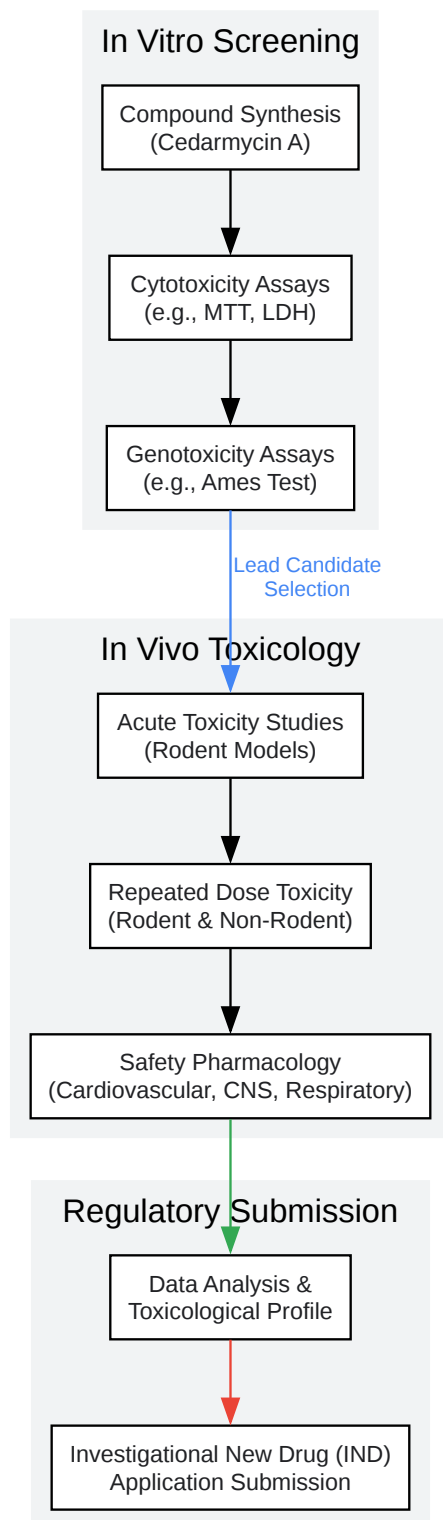 In Vitro Screening
Compound Synthesis
(Cedarmycin A)
Cytotoxicity Assays
(e.g., MTT, LDH)
Genotoxicity Assays
(e.g., Ames Test)
Lead Candidate
Selection
In Vivo Toxicology
Acute Toxicity Studies
(Rodent Models)
Repeated Dose Toxicity
(Rodent & Non-Rodent)
Safety Pharmacology
(Cardiovascular, CNS, Respiratory)
Regulatory Submission
Data Analysis &
Toxicological Profile
Investigational New Drug (IND)
Application Submission